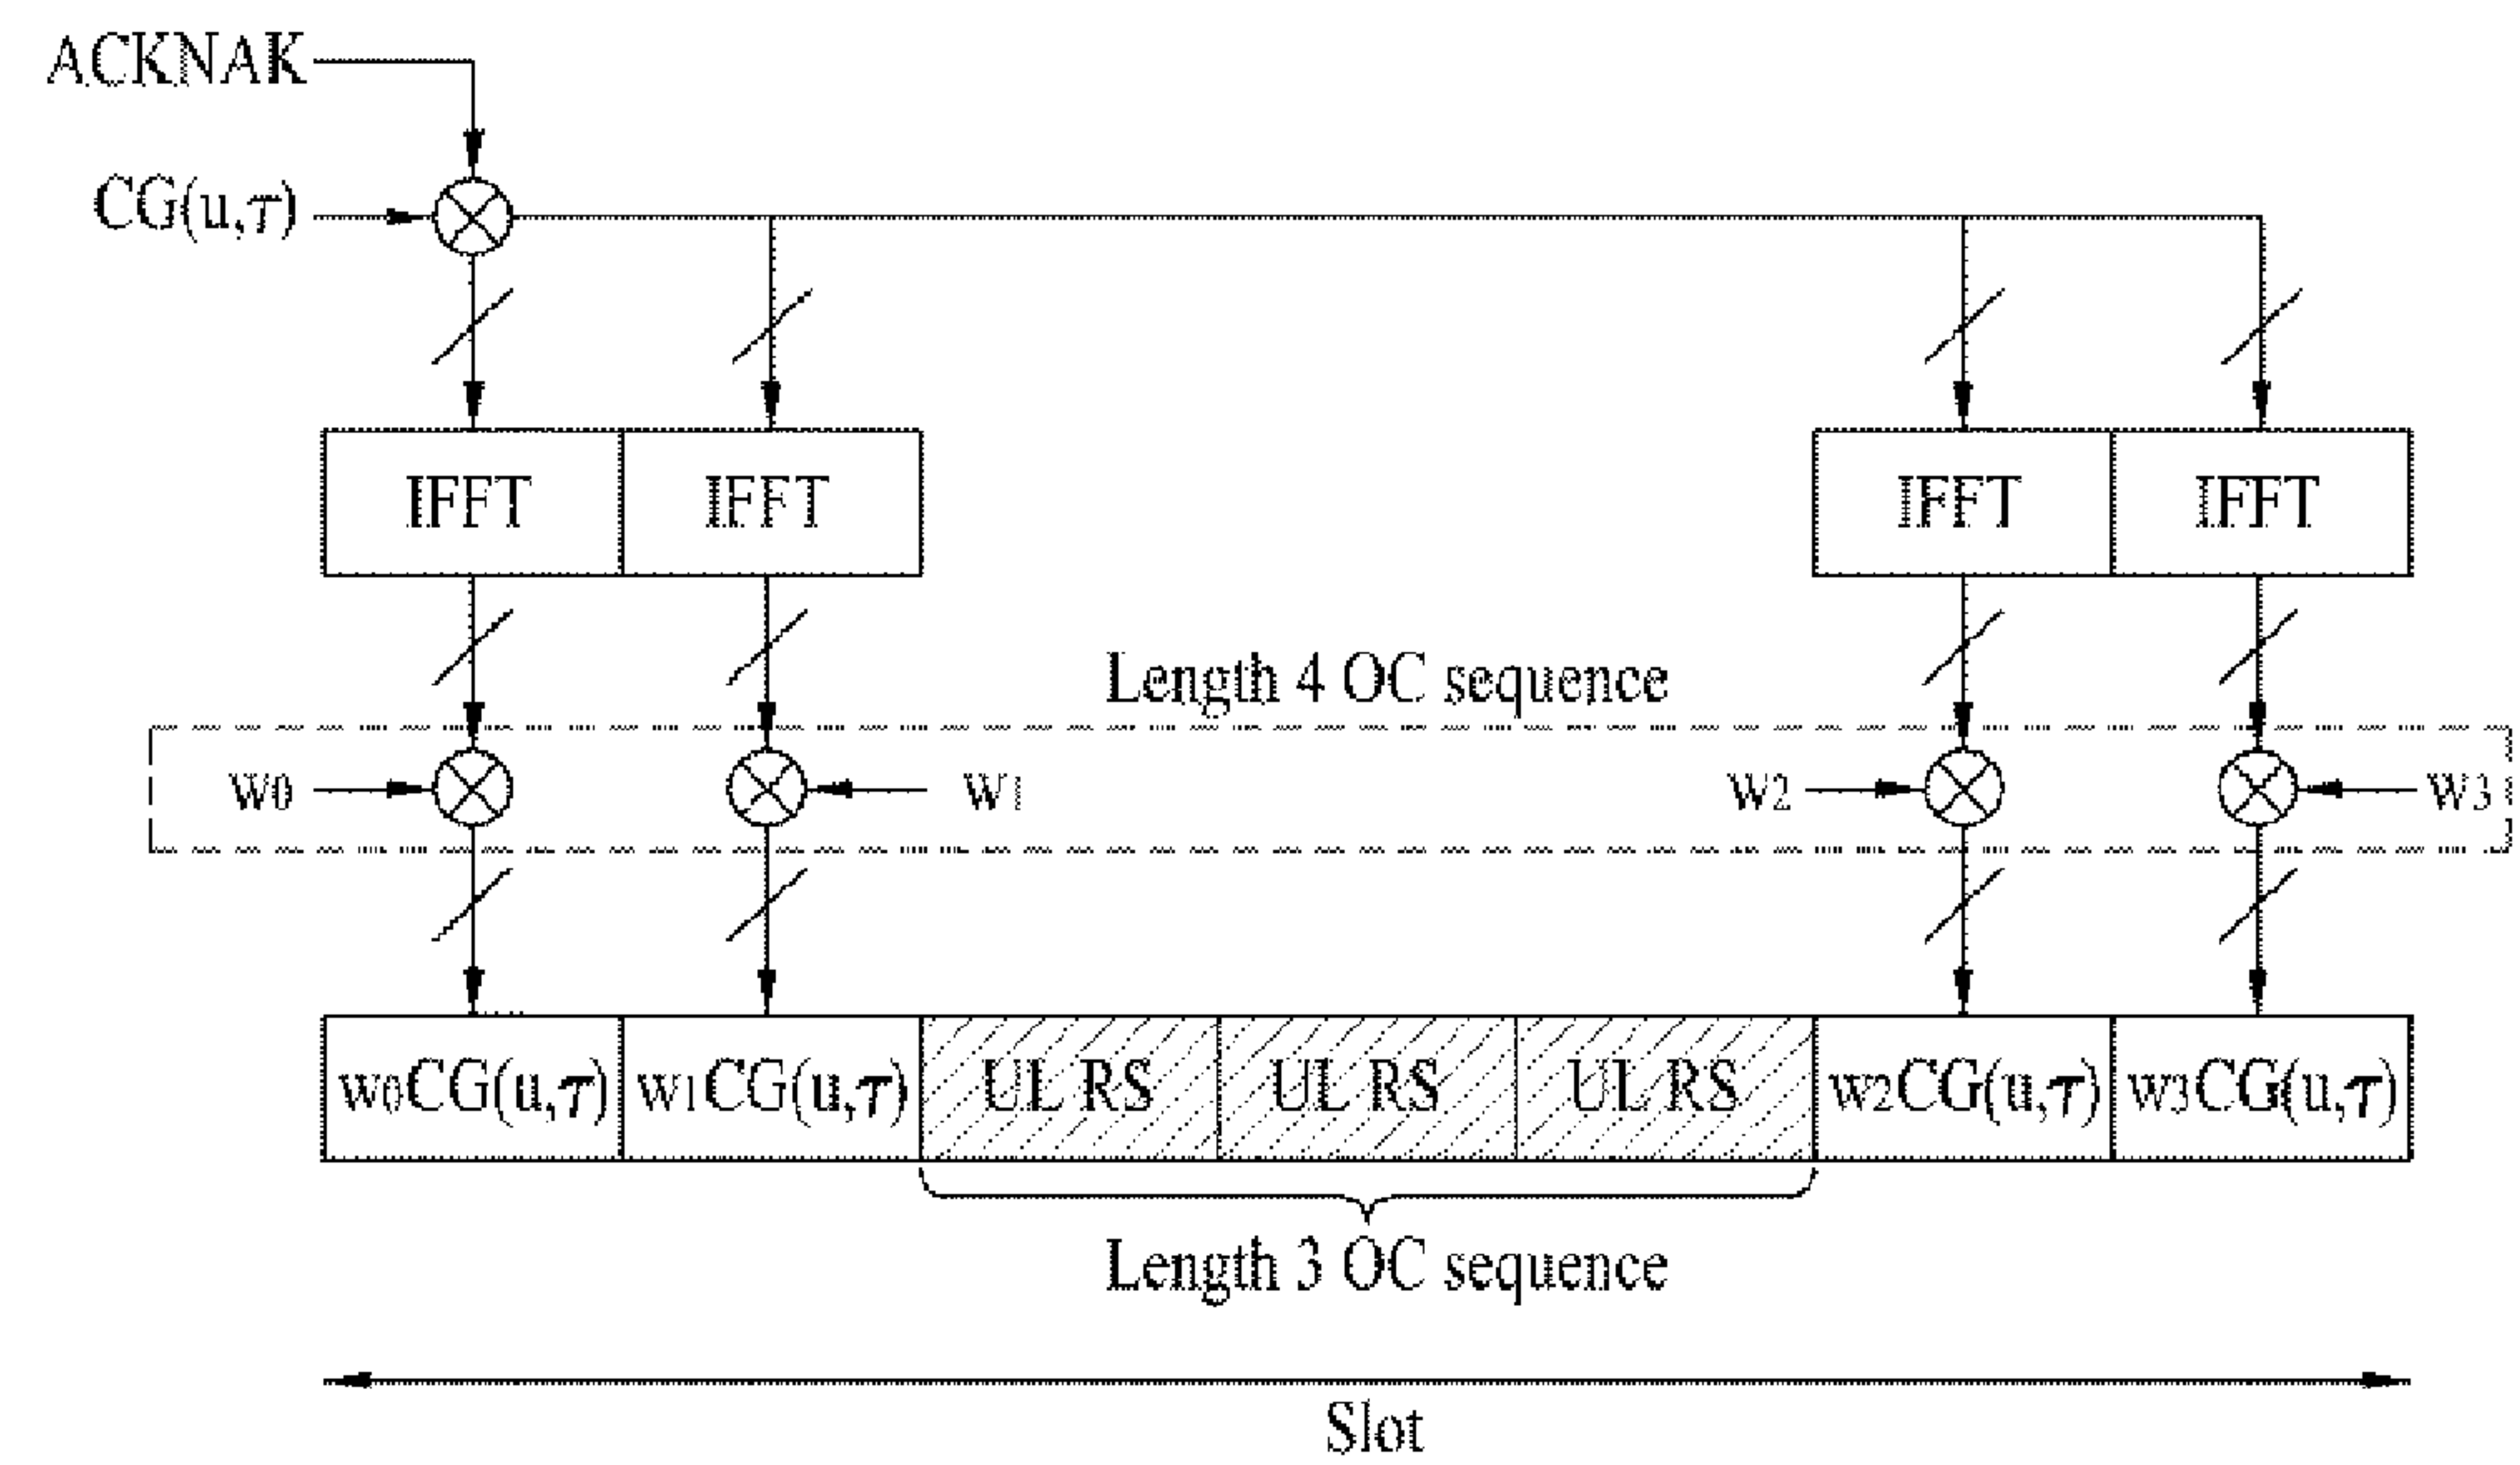 ACKNAK
CG(u,τ)
IFFT IFFT IFFT IFFT
Length 4 OC sequence
w0 w1 w2 w3
w0CG(u,τ) w1CG(u,τ) UL RS UL RS UL RS w2CG(u,τ) w3CG(u,τ)
Length 3 OC sequence
Slot